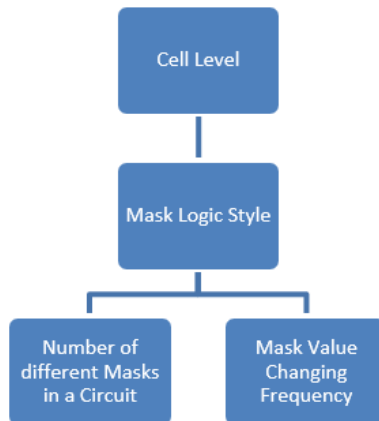 Cell Level
Mask Logic Style
Number of
different Masks
in a Circuit
Mask Value
Changing
Frequency